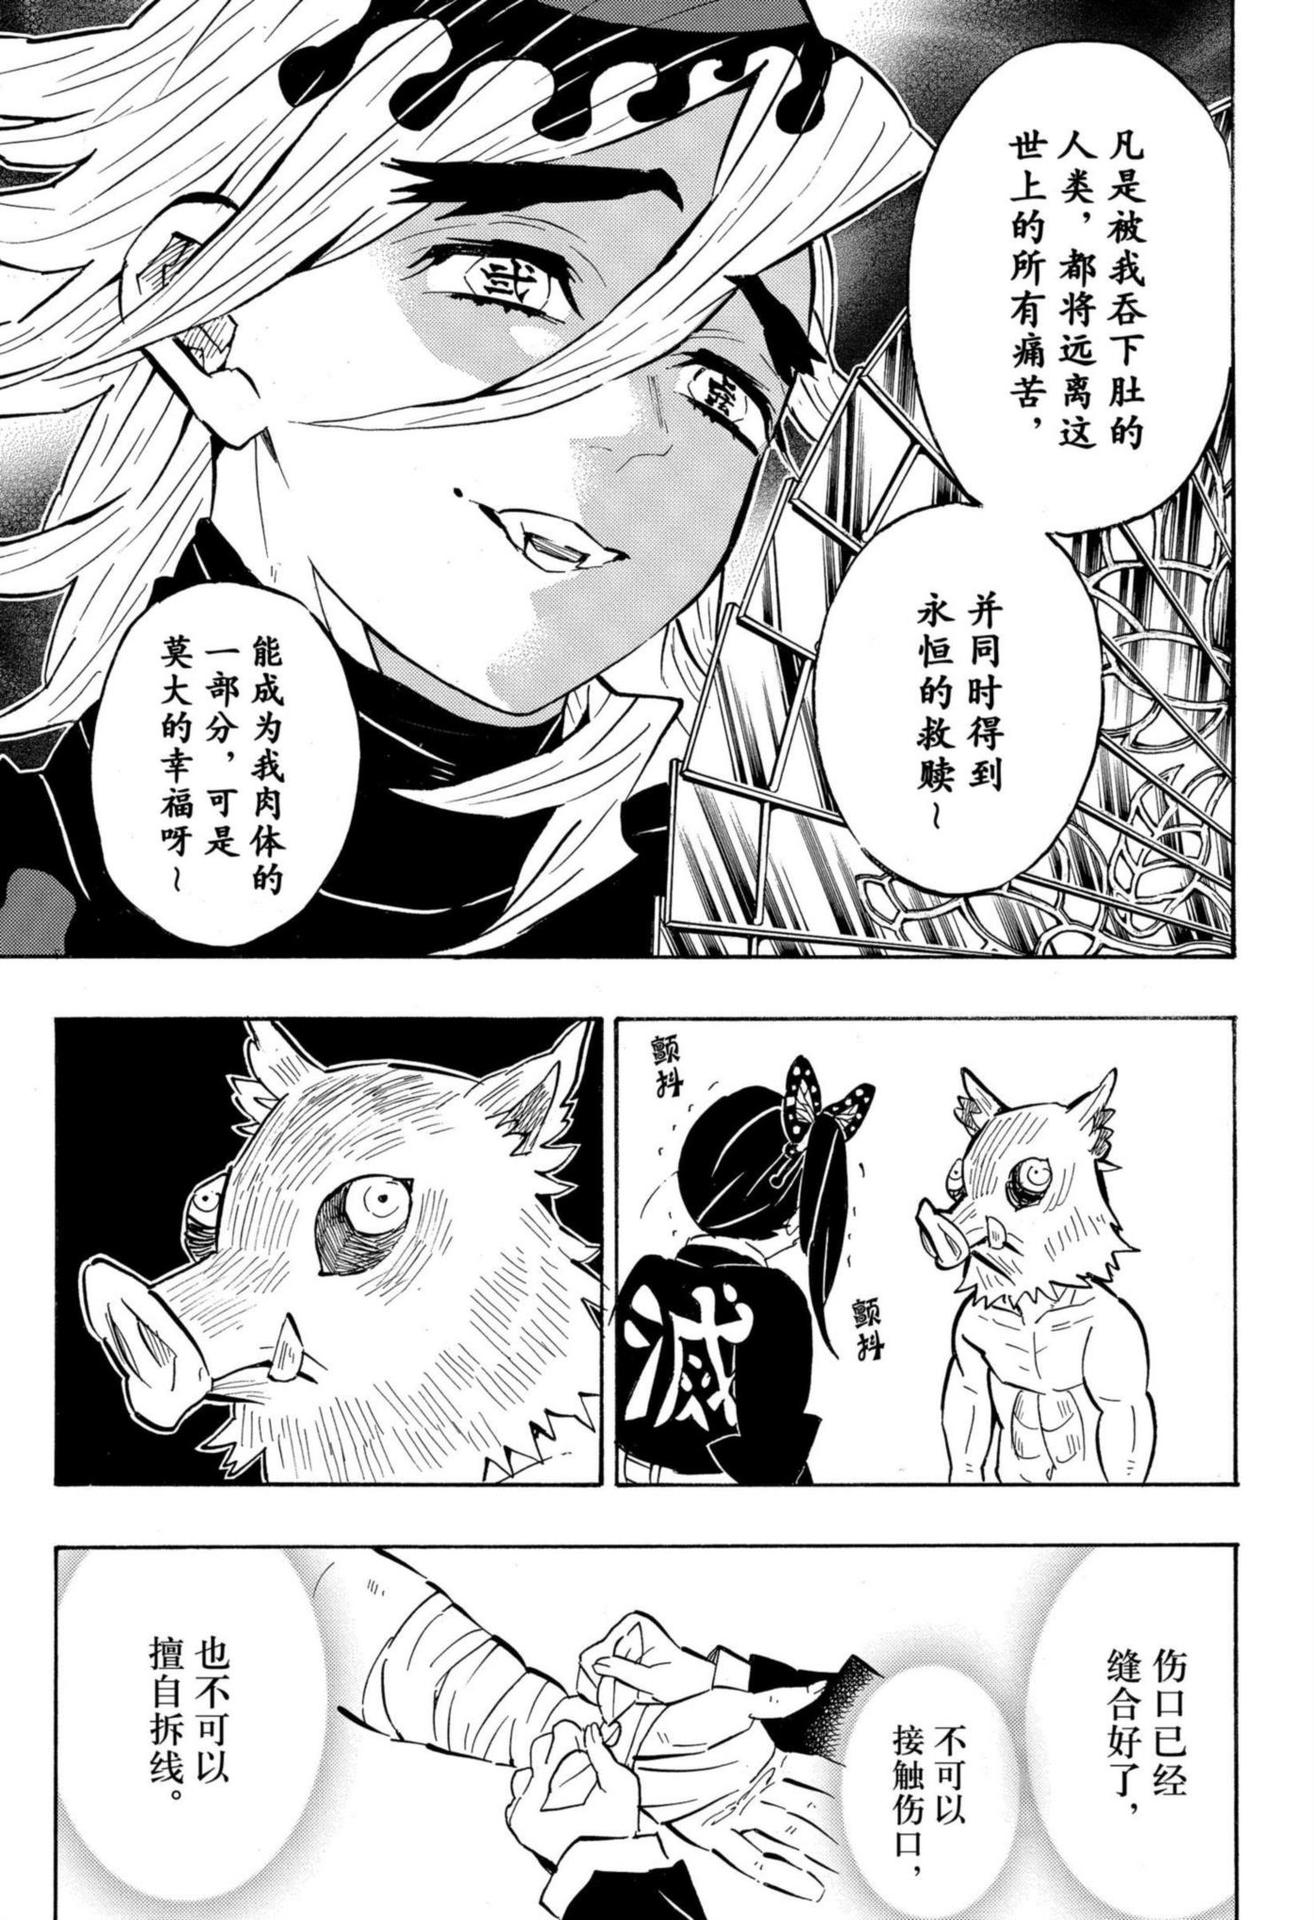 凡是被我吞下肚的
人类，都将远离这
世上的所有痛苦，
并同时得到
永恒的救赎～
能成为我肉体的
一部分，可是
莫大的幸福呀～
颤抖
颤抖
滅
伤口已经
缝合好了，
不可以
接触伤口，
也不可以
擅自拆线。